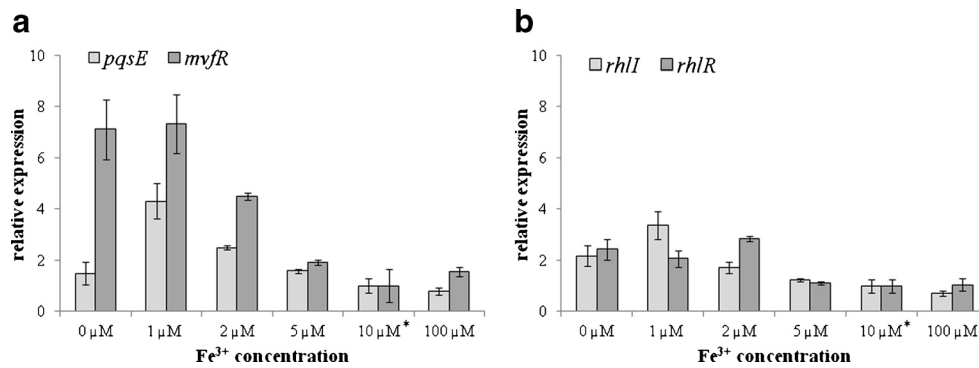 a
pqsE mvfR
relative expression
10
8
6
4
2
0
0 µM 1 µM 2 µM 5 µM 10 µM* 100 µM
Fe³⁺ concentration
b
rhlI rhlR
relative expression
10
8
6
4
2
0
0 µM 1 µM 2 µM 5 µM 10 µM* 100 µM
Fe³⁺ concentration